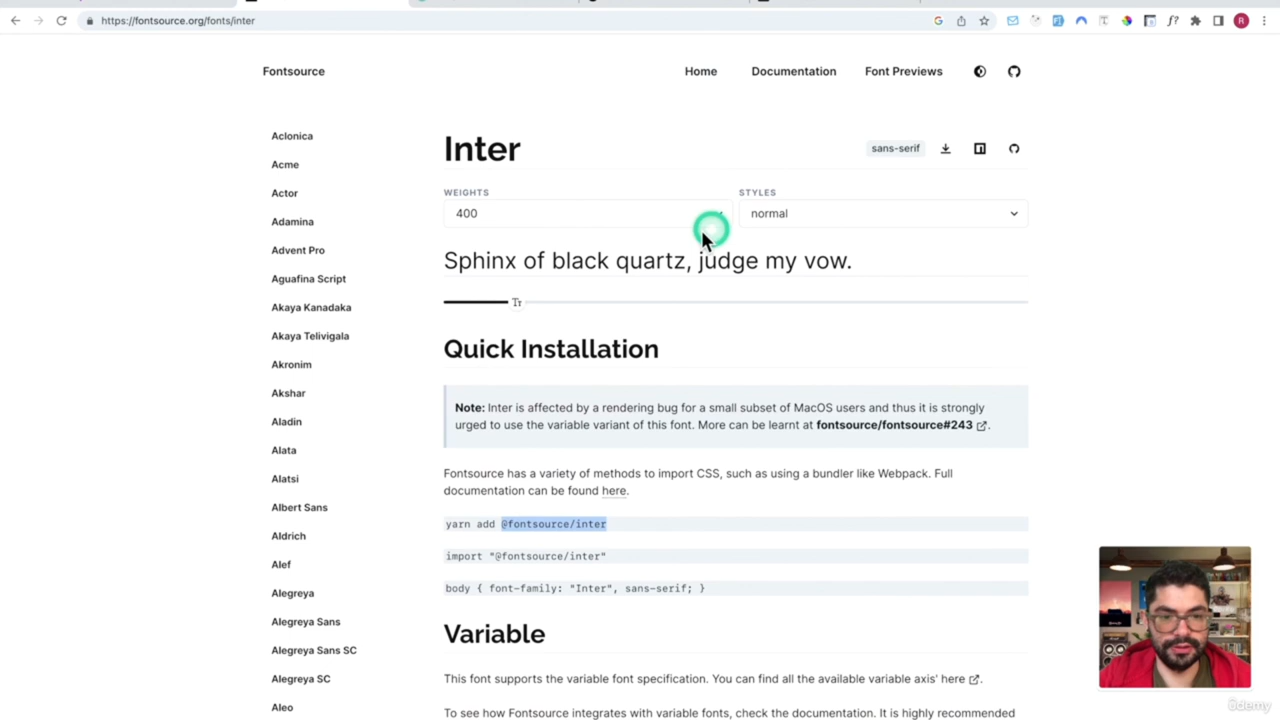 https://fontsource.org/fonts/inter
R
Fontsource
Home
Documentation
Font Previews
Aclonica
Acme
Actor
Adamina
Advent Pro
Aguafina Script
Akaya Kanadaka
Akaya Telivigala
Akronim
Akshar
Aladin
Alata
Alatsi
Albert Sans
Aldrich
Alef
Alegreya
Alegreya Sans
Alegreya Sans SC
Alegreya SC
Aleo
Inter
sans-serif
WEIGHTS
STYLES
400
normal
Sphinx of black quartz, judge my vow.
Quick Installation
Note: Inter is affected by a rendering bug for a small subset of MacOS users and thus it is strongly
urged to use the variable variant of this font. More can be learnt at fontsource/fontsource#243.
Fontsource has a variety of methods to import CSS, such as using a bundler like Webpack. Full
documentation can be found here.
yarn add @fontsource/inter
import "@fontsource/inter"
body { font-family: "Inter", sans-serif; }
Variable
This font supports the variable font specification. You can find all the available variable axis' here.
To see how Fontsource integrates with variable fonts, check the documentation. It is highly recommended
ûdemy